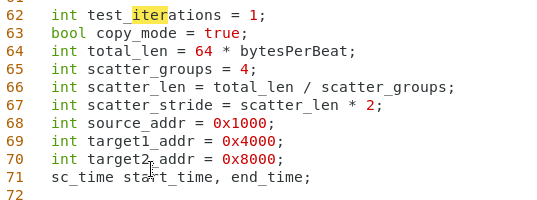 62 int test_iterations = 1;
63 bool copy_mode = true;
64 int total_len = 64 * bytesPerBeat;
65 int scatter_groups = 4;
66 int scatter_len = total_len / scatter_groups;
67 int scatter_stride = scatter_len * 2;
68 int source_addr = 0x1000;
69 int target1_addr = 0x4000;
70 int target2_addr = 0x8000;
71 sc_time start_time, end_time;
72